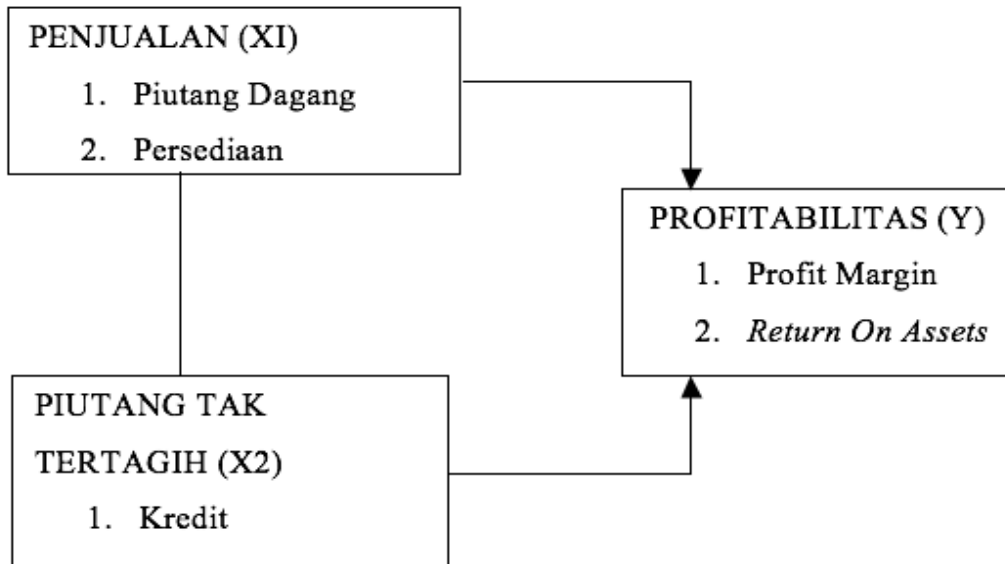 PENJUALAN (XI)
1. Piutang Dagang
2. Persediaan
PROFITABILITAS (Y)
1. Profit Margin
2. Return On Assets
PIUTANG TAK
TERTAGIH (X2)
1. Kredit